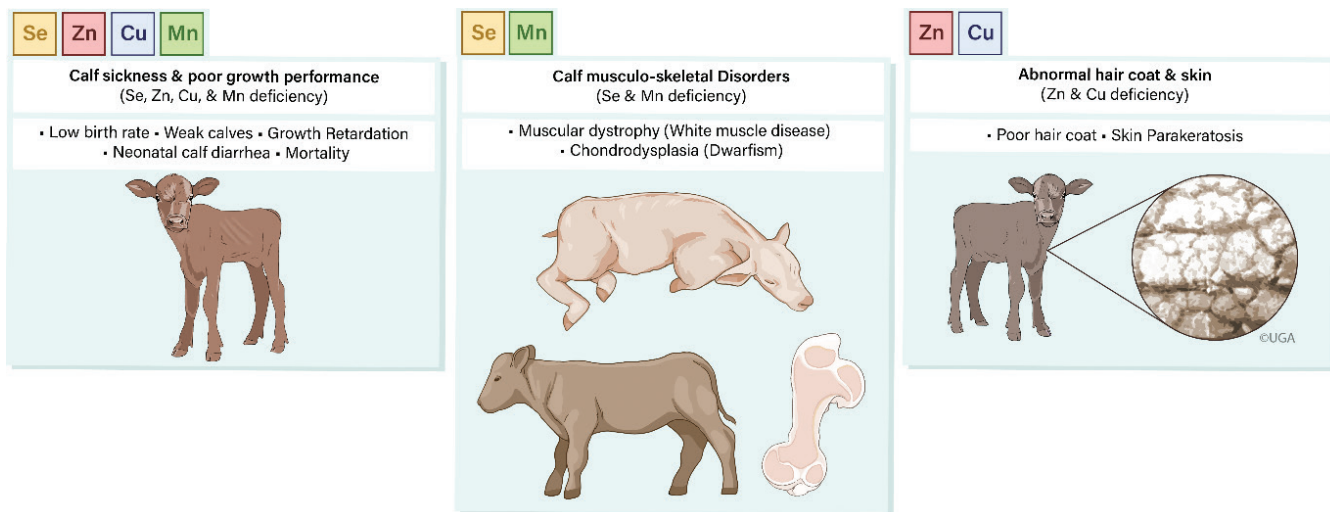 Se Zn Cu Mn
Calf sickness & poor growth performance
(Se, Zn, Cu, & Mn deficiency)
▪ Low birth rate ▪ Weak calves ▪ Growth Retardation
▪ Neonatal calf diarrhea ▪ Mortality
Se Mn
Calf musculo-skeletal Disorders
(Se & Mn deficiency)
▪ Muscular dystrophy (White muscle disease)
▪ Chondrodysplasia (Dwarfism)
Zn Cu
Abnormal hair coat & skin
(Zn & Cu deficiency)
▪ Poor hair coat ▪ Skin Parakeratosis
©UGA